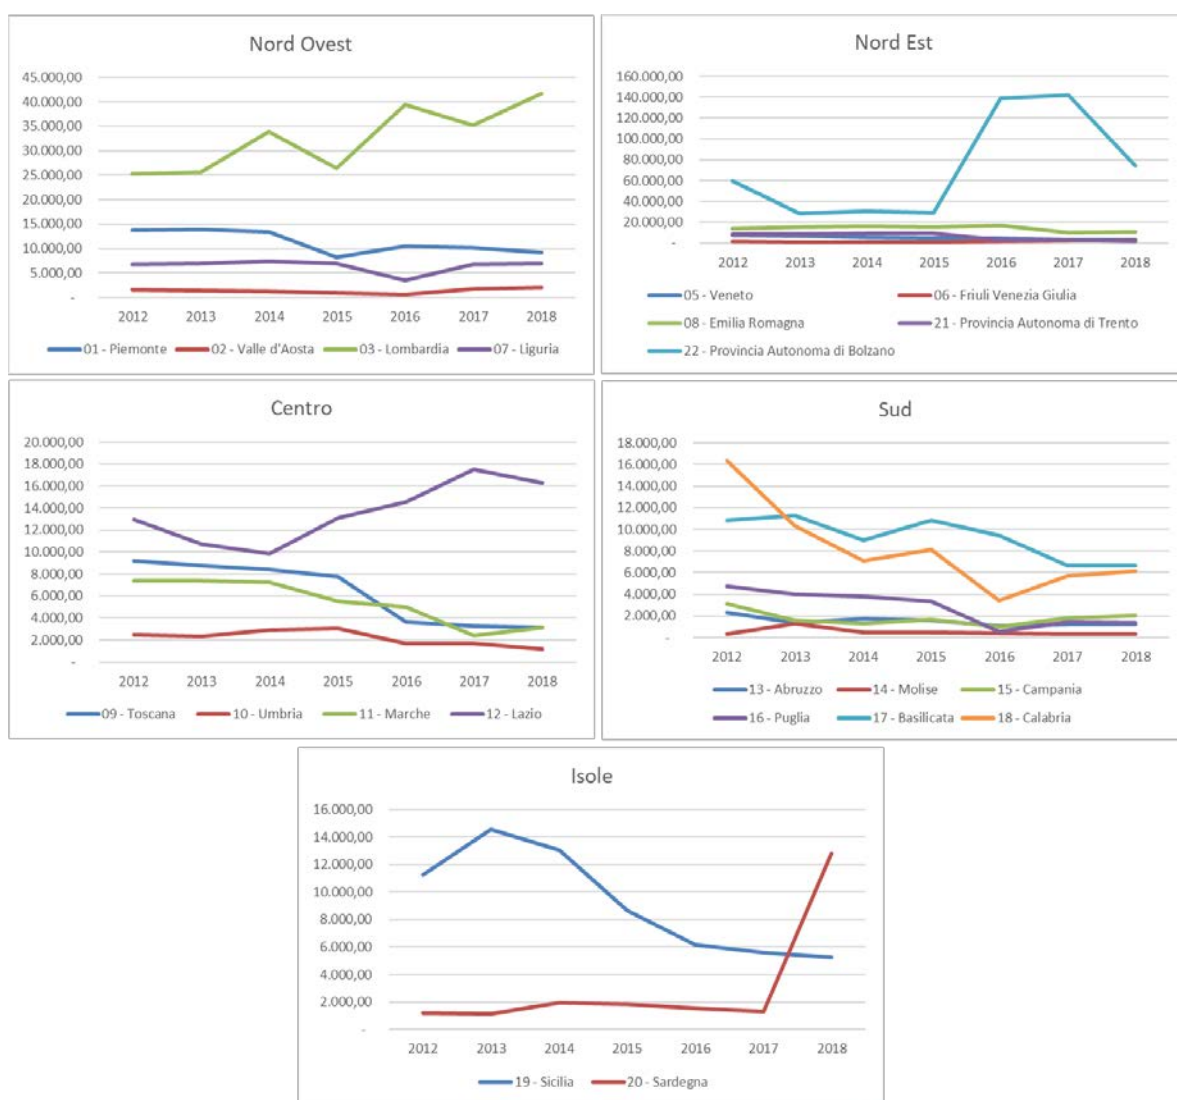 Nord Ovest
45.000,00
40.000,00
35.000,00
30.000,00
25.000,00
20.000,00
15.000,00
10.000,00
5.000,00
-
2012 2013 2014 2015 2016 2017 2018
01 - Piemonte 02 - Valle d'Aosta 03 - Lombardia 07 - Liguria
Nord Est
160.000,00
140.000,00
120.000,00
100.000,00
80.000,00
60.000,00
40.000,00
20.000,00
-
2012 2013 2014 2015 2016 2017 2018
05 - Veneto 06 - Friuli Venezia Giulia
08 - Emilia Romagna 21 - Provincia Autonoma di Trento
22 - Provincia Autonoma di Bolzano
Centro
20.000,00
18.000,00
16.000,00
14.000,00
12.000,00
10.000,00
8.000,00
6.000,00
4.000,00
2.000,00
-
2012 2013 2014 2015 2016 2017 2018
09 - Toscana 10 - Umbria 11 - Marche 12 - Lazio
Sud
18.000,00
16.000,00
14.000,00
12.000,00
10.000,00
8.000,00
6.000,00
4.000,00
2.000,00
-
2012 2013 2014 2015 2016 2017 2018
13 - Abruzzo 14 - Molise 15 - Campania
16 - Puglia 17 - Basilicata 18 - Calabria
Isole
16.000,00
14.000,00
12.000,00
10.000,00
8.000,00
6.000,00
4.000,00
2.000,00
-
2012 2013 2014 2015 2016 2017 2018
19 - Sicilia 20 - Sardegna